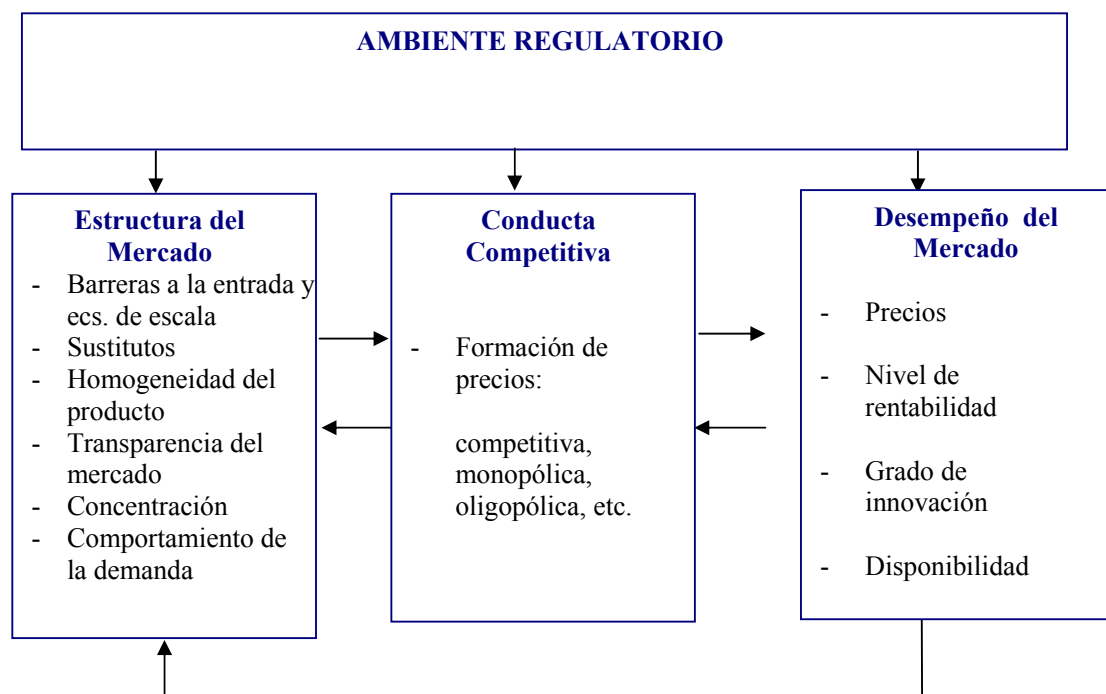 AMBIENTE REGULATORIO
Estructura del
Mercado
- Barreras a la entrada y
ecs. de escala
- Sustitutos
- Homogeneidad del
producto
- Transparencia del
mercado
- Concentración
- Comportamiento de
la demanda
Conducta
Competitiva
- Formación de
precios:
competitiva,
monopólica,
oligopólica, etc.
Desempeño del
Mercado
- Precios
- Nivel de
rentabilidad
- Grado de
innovación
- Disponibilidad